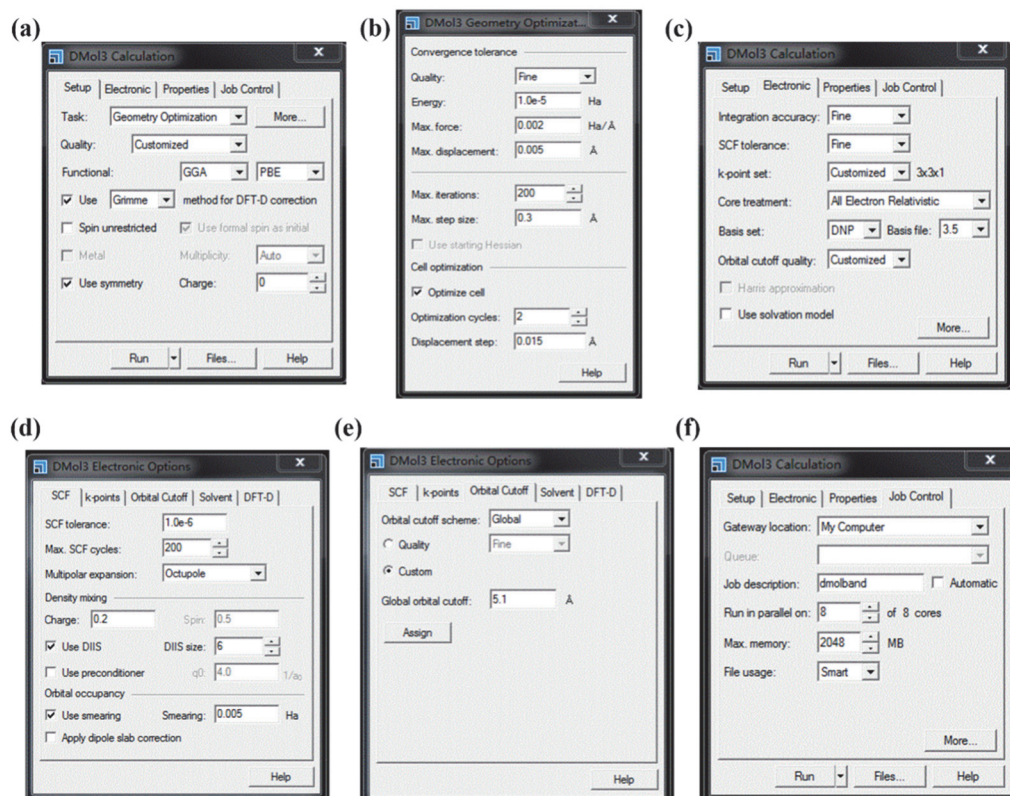 (a)
DMol3 Calculation
Setup Electronic Properties Job Control
Task: Geometry Optimization More...
Quality: Customized
Functional: GGA PBE
Use Grimme method for DFT-D correction
Spin unrestricted Use formal spin as initial
Metal Multiplicity: Auto
Use symmetry Charge: 0
Run Files... Help
(b)
DMol3 Geometry Optimizat...
Convergence tolerance
Quality: Fine
Energy: 1.0e-5 Ha
Max. force: 0.002 Ha/Å
Max. displacement: 0.005 Å
Max. iterations: 200
Max. step size: 0.3 Å
Use starting Hessian
Cell optimization
Optimize cell
Optimization cycles: 2
Displacement step: 0.015 Å
Help
(c)
DMol3 Calculation
Setup Electronic Properties Job Control
Integration accuracy: Fine
SCF tolerance: Fine
k-point set: Customized 3x3x1
Core treatment: All Electron Relativistic
Basis set: DNP Basis file: 3.5
Orbital cutoff quality: Customized
Harris approximation
Use solvation model
More...
Run Files... Help
(d)
DMol3 Electronic Options
SCF k-points Orbital Cutoff Solvent DFT-D
SCF tolerance: 1.0e-6
Max. SCF cycles: 200
Multipolar expansion: Octupole
Density mixing
Charge: 0.2 Spin: 0.5
Use DIIS DIIS size: 6
Use preconditioner q0: 4.0 1/a₀
Orbital occupancy
Use smearing Smearing: 0.005 Ha
Apply dipole slab correction
Help
(e)
DMol3 Electronic Options
SCF k-points Orbital Cutoff Solvent DFT-D
Orbital cutoff scheme: Global
Quality Fine
Custom
Global orbital cutoff: 5.1 Å
Assign
Help
(f)
DMol3 Calculation
Setup Electronic Properties Job Control
Gateway location: My Computer
Queue:
Job description: dmolband Automatic
Run in parallel on: 8 of 8 cores
Max. memory: 2048 MB
File usage: Smart
More...
Run Files... Help